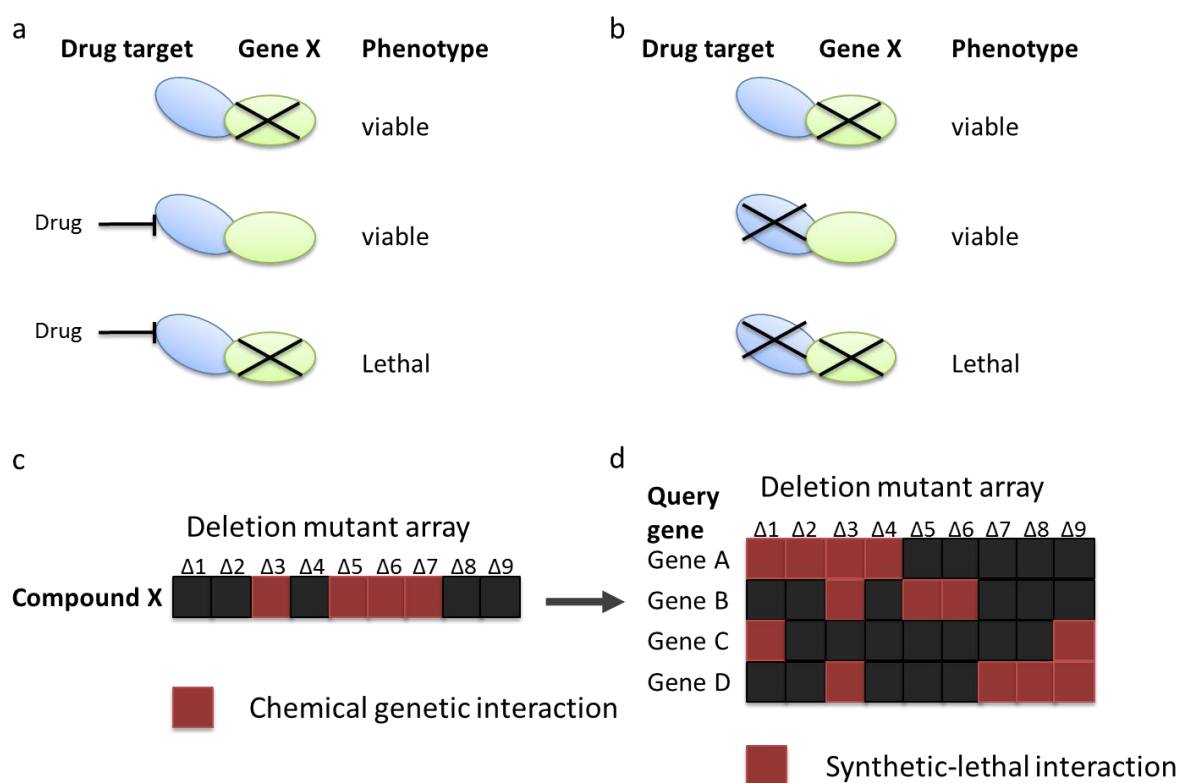 a
Drug target Gene X Phenotype
viable
Drug viable
Drug Lethal
b
Drug target Gene X Phenotype
viable
viable
Lethal
c
Deletion mutant array
Δ1 Δ2 Δ3 Δ4 Δ5 Δ6 Δ7 Δ8 Δ9
Compound X
Chemical genetic interaction
d
Deletion mutant array
Query
gene
Δ1 Δ2 Δ3 Δ4 Δ5 Δ6 Δ7 Δ8 Δ9
Gene A
Gene B
Gene C
Gene D
Synthetic-lethal interaction